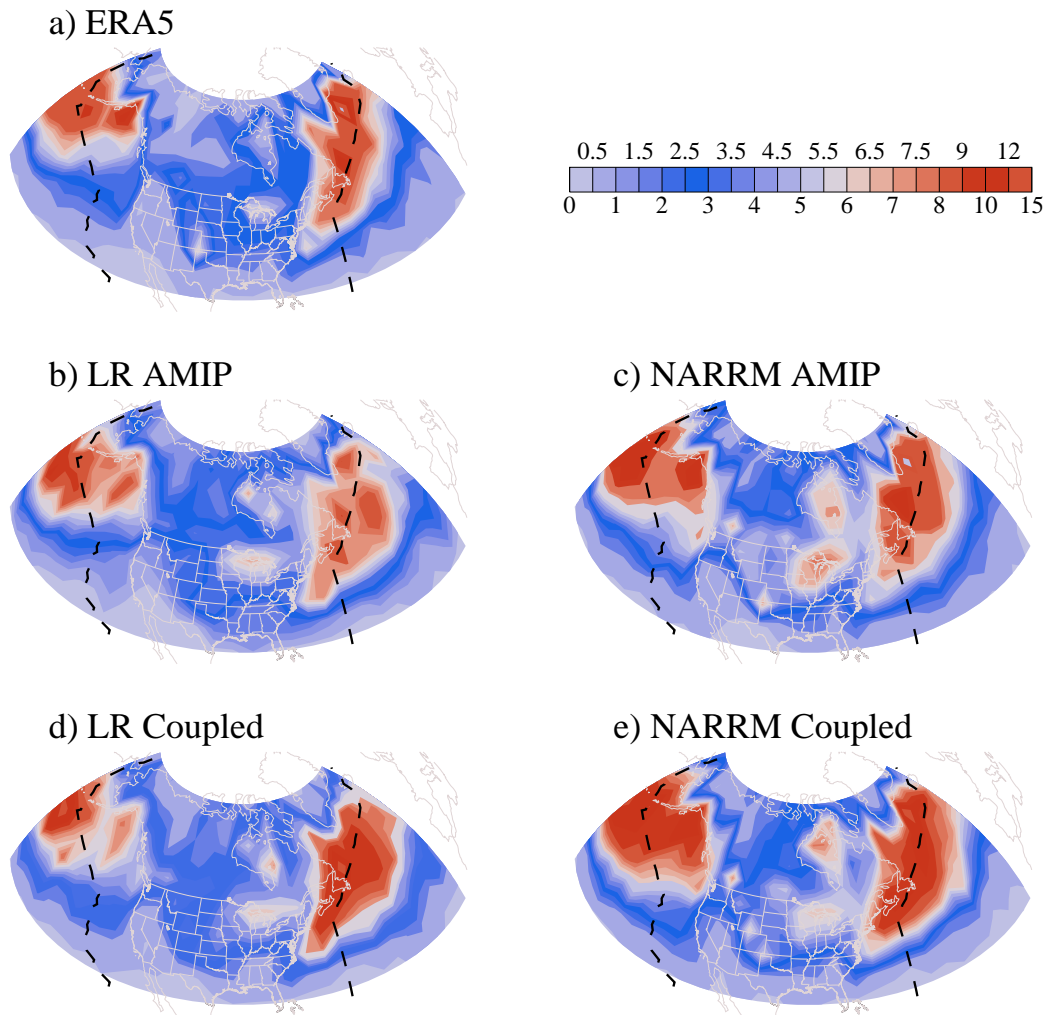 a) ERA5
0.5 1.5 2.5 3.5 4.5 5.5 6.5 7.5 9 12
0 1 2 3 4 5 6 7 8 10 15
b) LR AMIP
c) NARRM AMIP
d) LR Coupled
e) NARRM Coupled